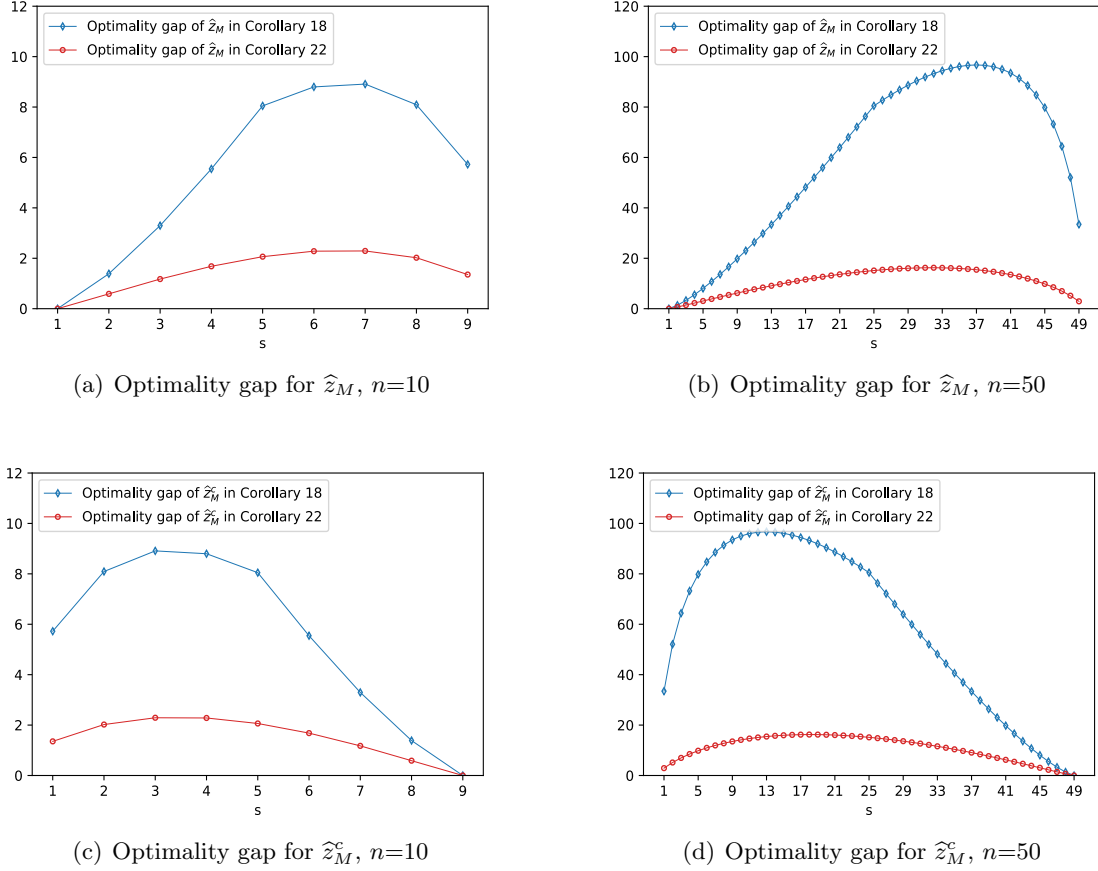 12
10
8
6
4
2
0
Optimality gap of ẑ_M in Corollary 18
Optimality gap of ẑ_M in Corollary 22
1 2 3 4 5 6 7 8 9
s
(a) Optimality gap for ẑ_M, n=10
120
100
80
60
40
20
0
Optimality gap of ẑ_M in Corollary 18
Optimality gap of ẑ_M in Corollary 22
1 5 9 13 17 21 25 29 33 37 41 45 49
s
(b) Optimality gap for ẑ_M, n=50
12
10
8
6
4
2
0
Optimality gap of ẑ_M^c in Corollary 18
Optimality gap of ẑ_M^c in Corollary 22
1 2 3 4 5 6 7 8 9
s
(c) Optimality gap for ẑ_M^c, n=10
120
100
80
60
40
20
0
Optimality gap of ẑ_M^c in Corollary 18
Optimality gap of ẑ_M^c in Corollary 22
1 5 9 13 17 21 25 29 33 37 41 45 49
s
(d) Optimality gap for ẑ_M^c, n=50